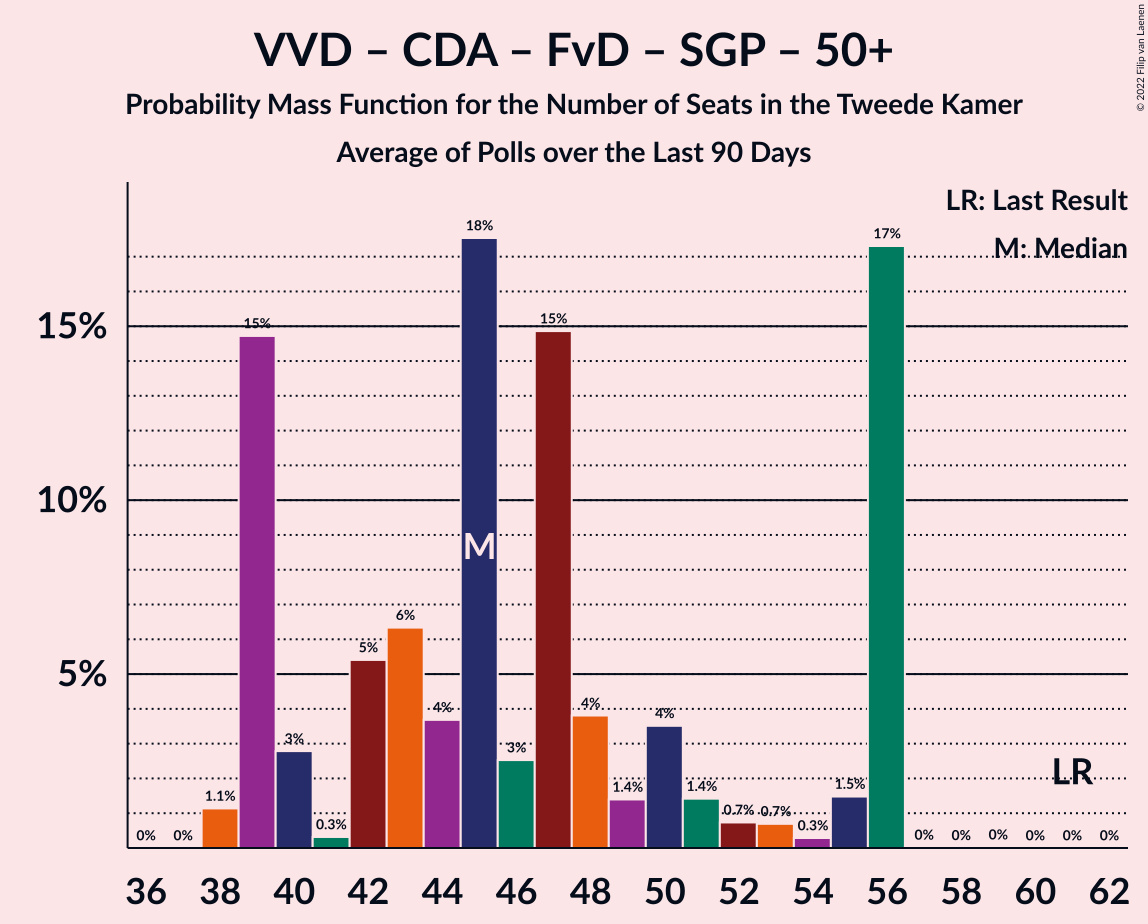 VVD – CDA – FvD – SGP – 50+
Probability Mass Function for the Number of Seats in the Tweede Kamer
Average of Polls over the Last 90 Days
© 2022 Filip van Laenen
LR: Last Result
M: Median
15%
10%
5%
0% 0% 1.1% 15% 3% 0.3% 5% 6% 4% 18% 3% 15% 4% 1.4% 4% 1.4% 0.7% 0.7% 0.3% 1.5% 17% 0% 0% 0% 0% 0% 0%
M
LR
36 38 40 42 44 46 48 50 52 54 56 58 60 62